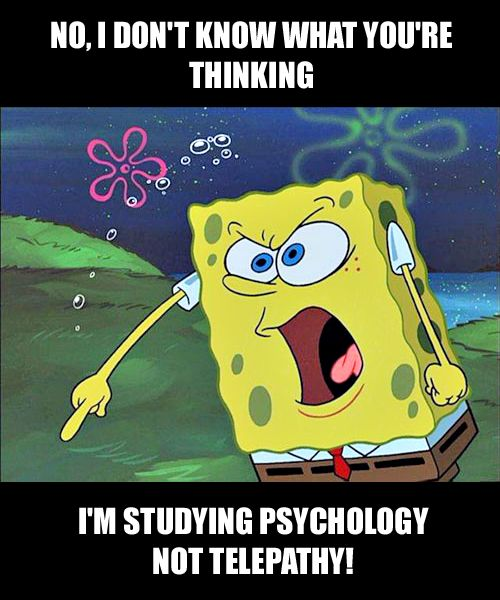 NO, I DON'T KNOW WHAT YOU'RE
THINKING
I'M STUDYING PSYCHOLOGY
NOT TELEPATHY!